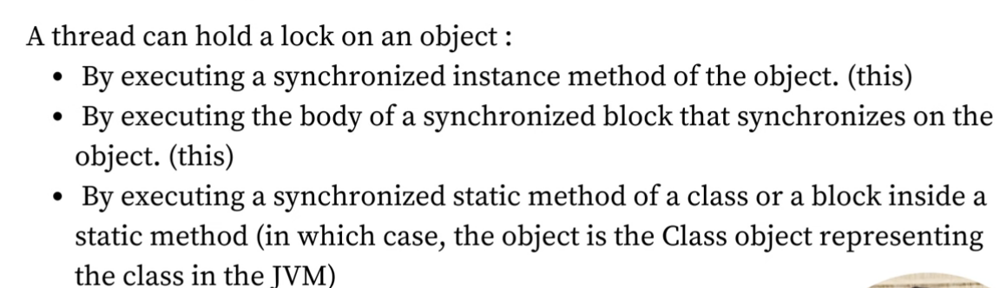 A thread can hold a lock on an object :
• By executing a synchronized instance method of the object. (this)
• By executing the body of a synchronized block that synchronizes on the
object. (this)
• By executing a synchronized static method of a class or a block inside a
static method (in which case, the object is the Class object representing
the class in the JVM)